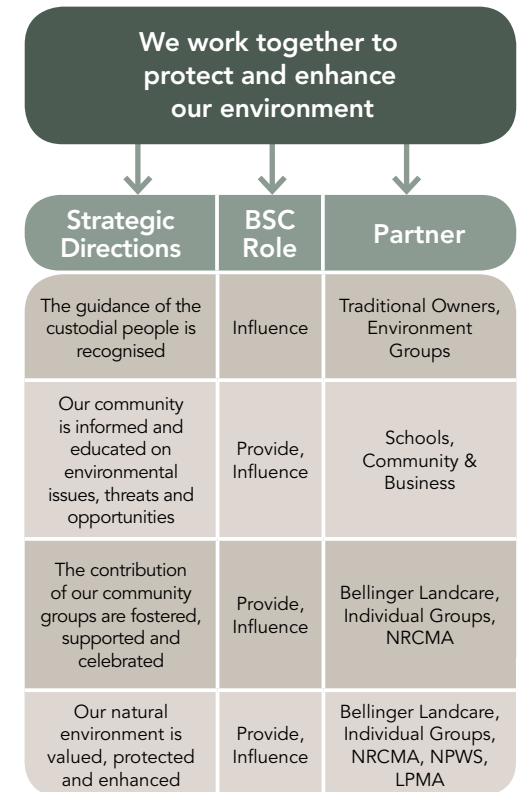 We work together to
protect and enhance
our environment
Strategic
Directions
BSC
Role
Partner
The guidance of the
custodial people is
recognised
Influence
Traditional Owners,
Environment
Groups
Our community
is informed and
educated on
environmental
issues, threats and
opportunities
Provide,
Influence
Schools,
Community &
Business
The contribution
of our community
groups are fostered,
supported and
celebrated
Provide,
Influence
Bellinger Landcare,
Individual Groups,
NRCMA
Our natural
environment is
valued, protected
and enhanced
Provide,
Influence
Bellinger Landcare,
Individual Groups,
NRCMA, NPWS,
LPMA